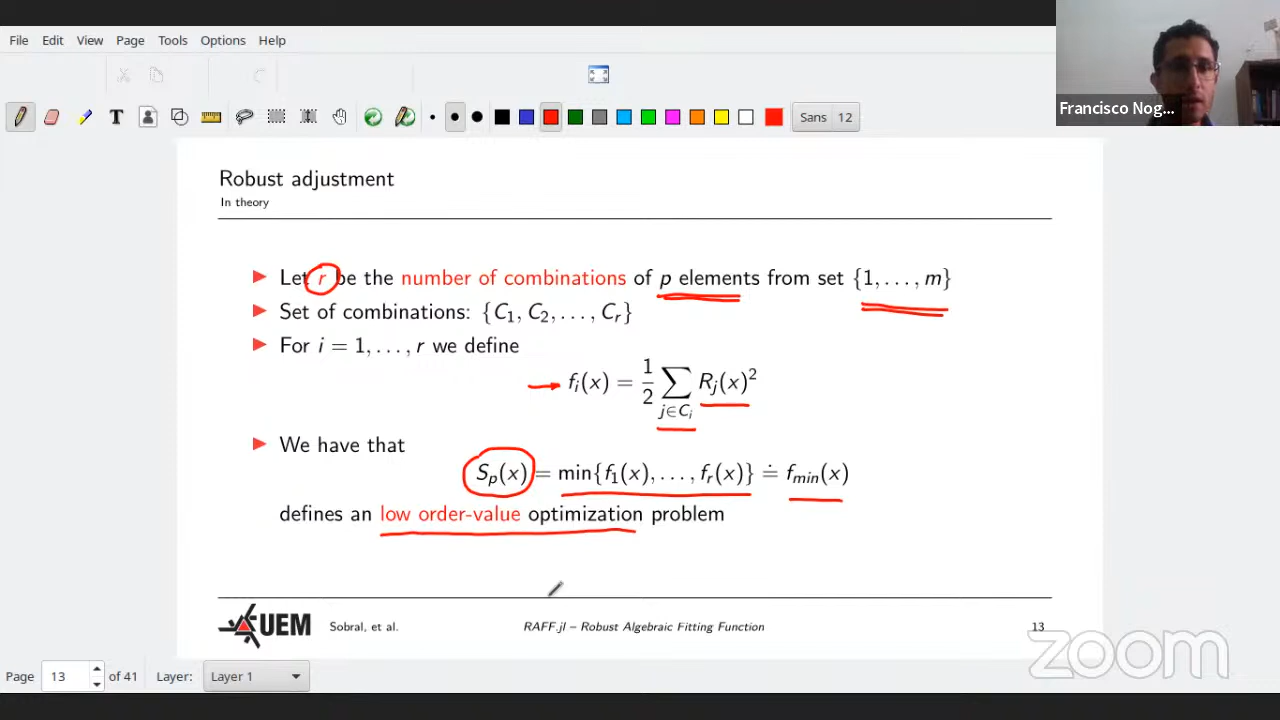 File Edit View Page Tools Options Help
Sans 12
Francisco Nog...
Robust adjustment
In theory
Let r be the number of combinations of p elements from set {1, . . . , m}
Set of combinations: {C₁, C₂, . . . , Cᵣ}
For i = 1, . . . , r we define
fᵢ(x) = 1/2 ∑_{j∈Cᵢ} Rⱼ(x)²
We have that
Sₚ(x) = min{f₁(x), . . . , fᵣ(x)} ≐ f_{min}(x)
defines an low order-value optimization problem
UEM Sobral, et al. RAFF.jl – Robust Algebraic Fitting Function 13
zoom
Page 13 of 41 Layer: Layer 1